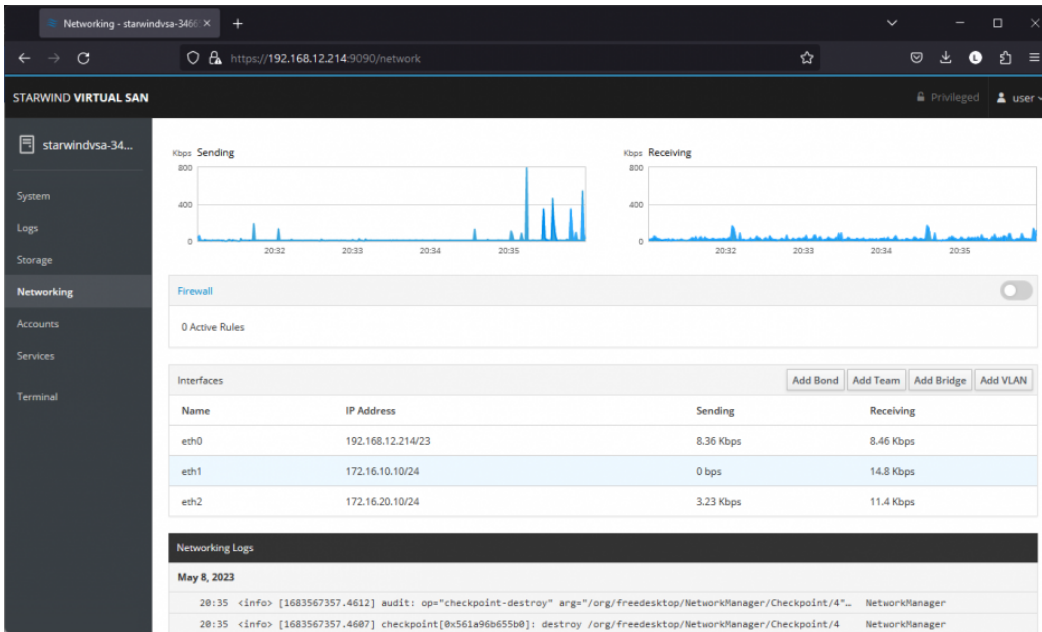 Networking - starwindvsa-3466
https://192.168.12.214:9090/network
L
STARWIND VIRTUAL SAN
Privileged
user
starwindvsa-34...
System
Logs
Storage
Networking
Accounts
Services
Terminal
Kbps Sending
800
400
0
20:32 20:33 20:34 20:35
Kbps Receiving
800
400
0
20:32 20:33 20:34 20:35
Firewall
0 Active Rules
Interfaces Add Bond Add Team Add Bridge Add VLAN
Name IP Address Sending Receiving
eth0 192.168.12.214/23 8.36 Kbps 8.46 Kbps
eth1 172.16.10.10/24 0 bps 14.8 Kbps
eth2 172.16.20.10/24 3.23 Kbps 11.4 Kbps
Networking Logs
May 8, 2023
20:35 <info> [1683567357.4612] audit: op="checkpoint-destroy" arg="/org/freedesktop/NetworkManager/Checkpoint/4"… NetworkManager
20:35 <info> [1683567357.4607] checkpoint[0x561a96b655b0]: destroy /org/freedesktop/NetworkManager/Checkpoint/4 NetworkManager